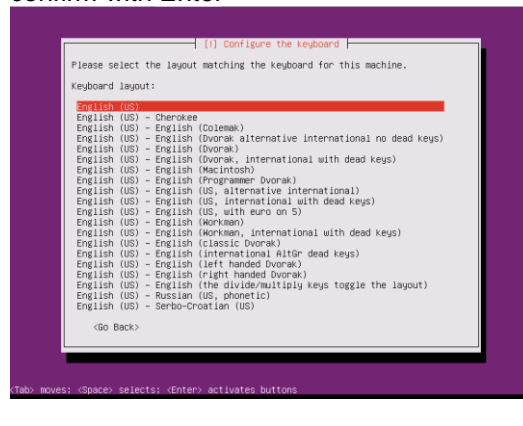 confirm with Enter
[!] Configure the keyboard
Please select the layout matching the keyboard for this machine.
Keyboard layout:
English (US)
English (US) - Cherokee
English (US) - English (Colemak)
English (US) - English (Dvorak alternative international no dead keys)
English (US) - English (Dvorak)
English (US) - English (Dvorak, international with dead keys)
English (US) - English (Macintosh)
English (US) - English (Programmer Dvorak)
English (US) - English (US, alternative international)
English (US) - English (US, international with dead keys)
English (US) - English (US, with euro on 5)
English (US) - English (Workman)
English (US) - English (Workman, international with dead keys)
English (US) - English (classic Dvorak)
English (US) - English (international AltGr dead keys)
English (US) - English (left handed Dvorak)
English (US) - English (right handed Dvorak)
English (US) - English (the divide/multiply keys toggle the layout)
English (US) - Russian (US, phonetic)
English (US) - Serbo-Croatian (US)
<Go Back>
<Tab> moves; <Space> selects; <Enter> activates buttons